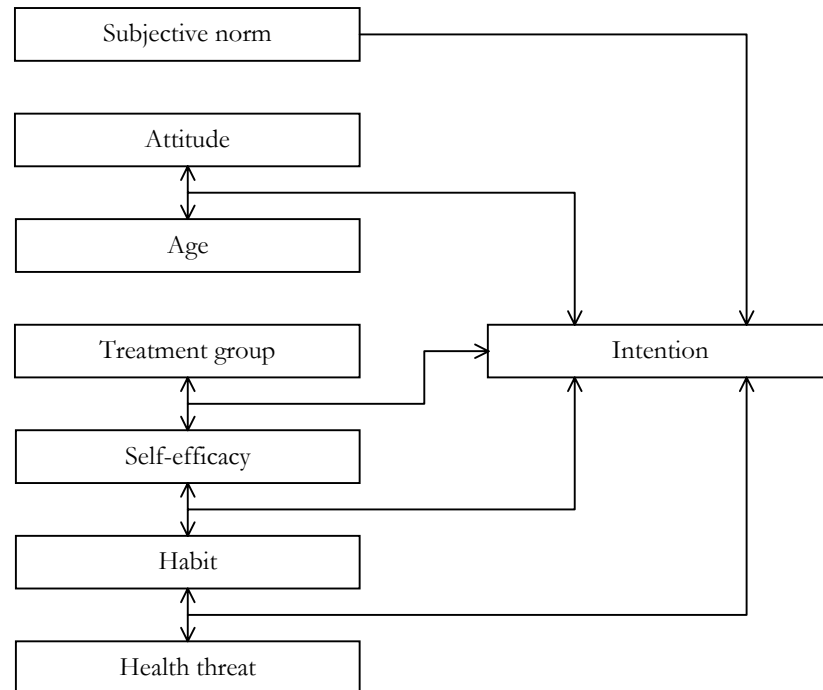 Subjective norm
Attitude
Age
Treatment group
Intention
Self-efficacy
Habit
Health threat